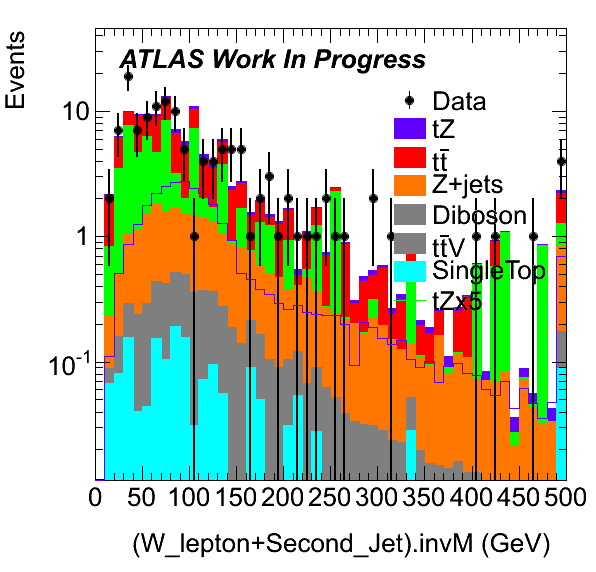 Events
ATLAS Work In Progress
10
1
10⁻¹
Data
tZ
tt̄
Z+jets
Diboson
tt̄V
SingleTop
tZx5
0 50 100 150 200 250 300 350 400 450 500
(W_lepton+Second_Jet).invM (GeV)